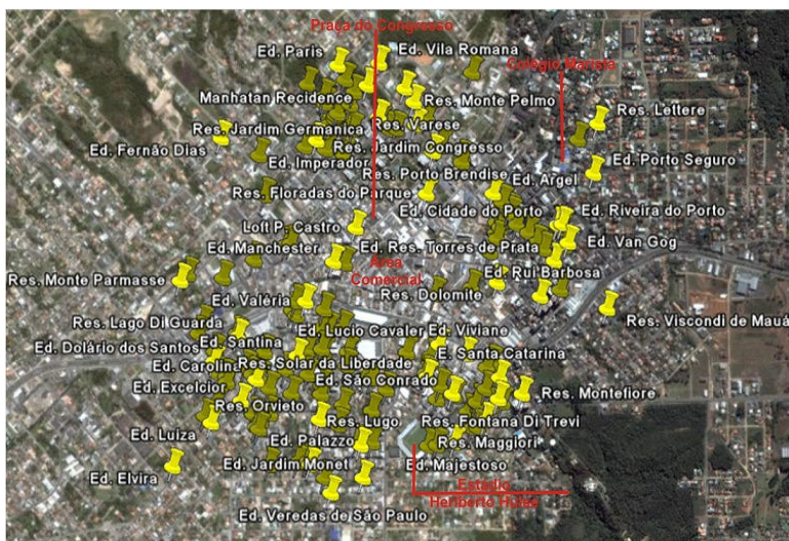 Praça do Congresso
Ed. Paris
Ed. Vila Romana
Colégio Marista
Manhatan Recidence
Res. Monte Pelmo
Res. Lettere
Res. Jardim Germanica
Res. Varese
Ed. Fernão Dias
Res. Jardim Congresso
Ed. Imperador
Ed. Porto Seguro
Res. Porto Brendise
Ed. Argel
Res. Floradas do Parque
Ed. Cidade do Porto
Ed. Riveira do Porto
Loft P. Castro
Ed. Manchester
Ed. Res. Torres de Prata
Ed. Van Gog
Área
Comercial
Res. Monte Parmasse
Ed. Rui Barbosa
Ed. Valéria
Res. Dolomite
Res. Lago Di Guarda
Ed. Lucio Cavaler
Ed. Viviane
Res. Viscondi de Mauá
Ed. Dolário dos Santos
Ed. Santina
E. Santa Catarina
Ed. Carolina
Res. Solar da Liberdade
Ed. Excelcior
Ed. São Conrado
Res. Montefiore
Res. Orvieto
Res. Lugo
Res. Fontana Di Trevi
Ed. Luiza
Ed. Palazzo
Res. Maggiori
Ed. Elvira
Ed. Jardim Monet
Ed. Majestoso
Estadio
Heriberto Hulse
Ed. Veredas de São Paulo